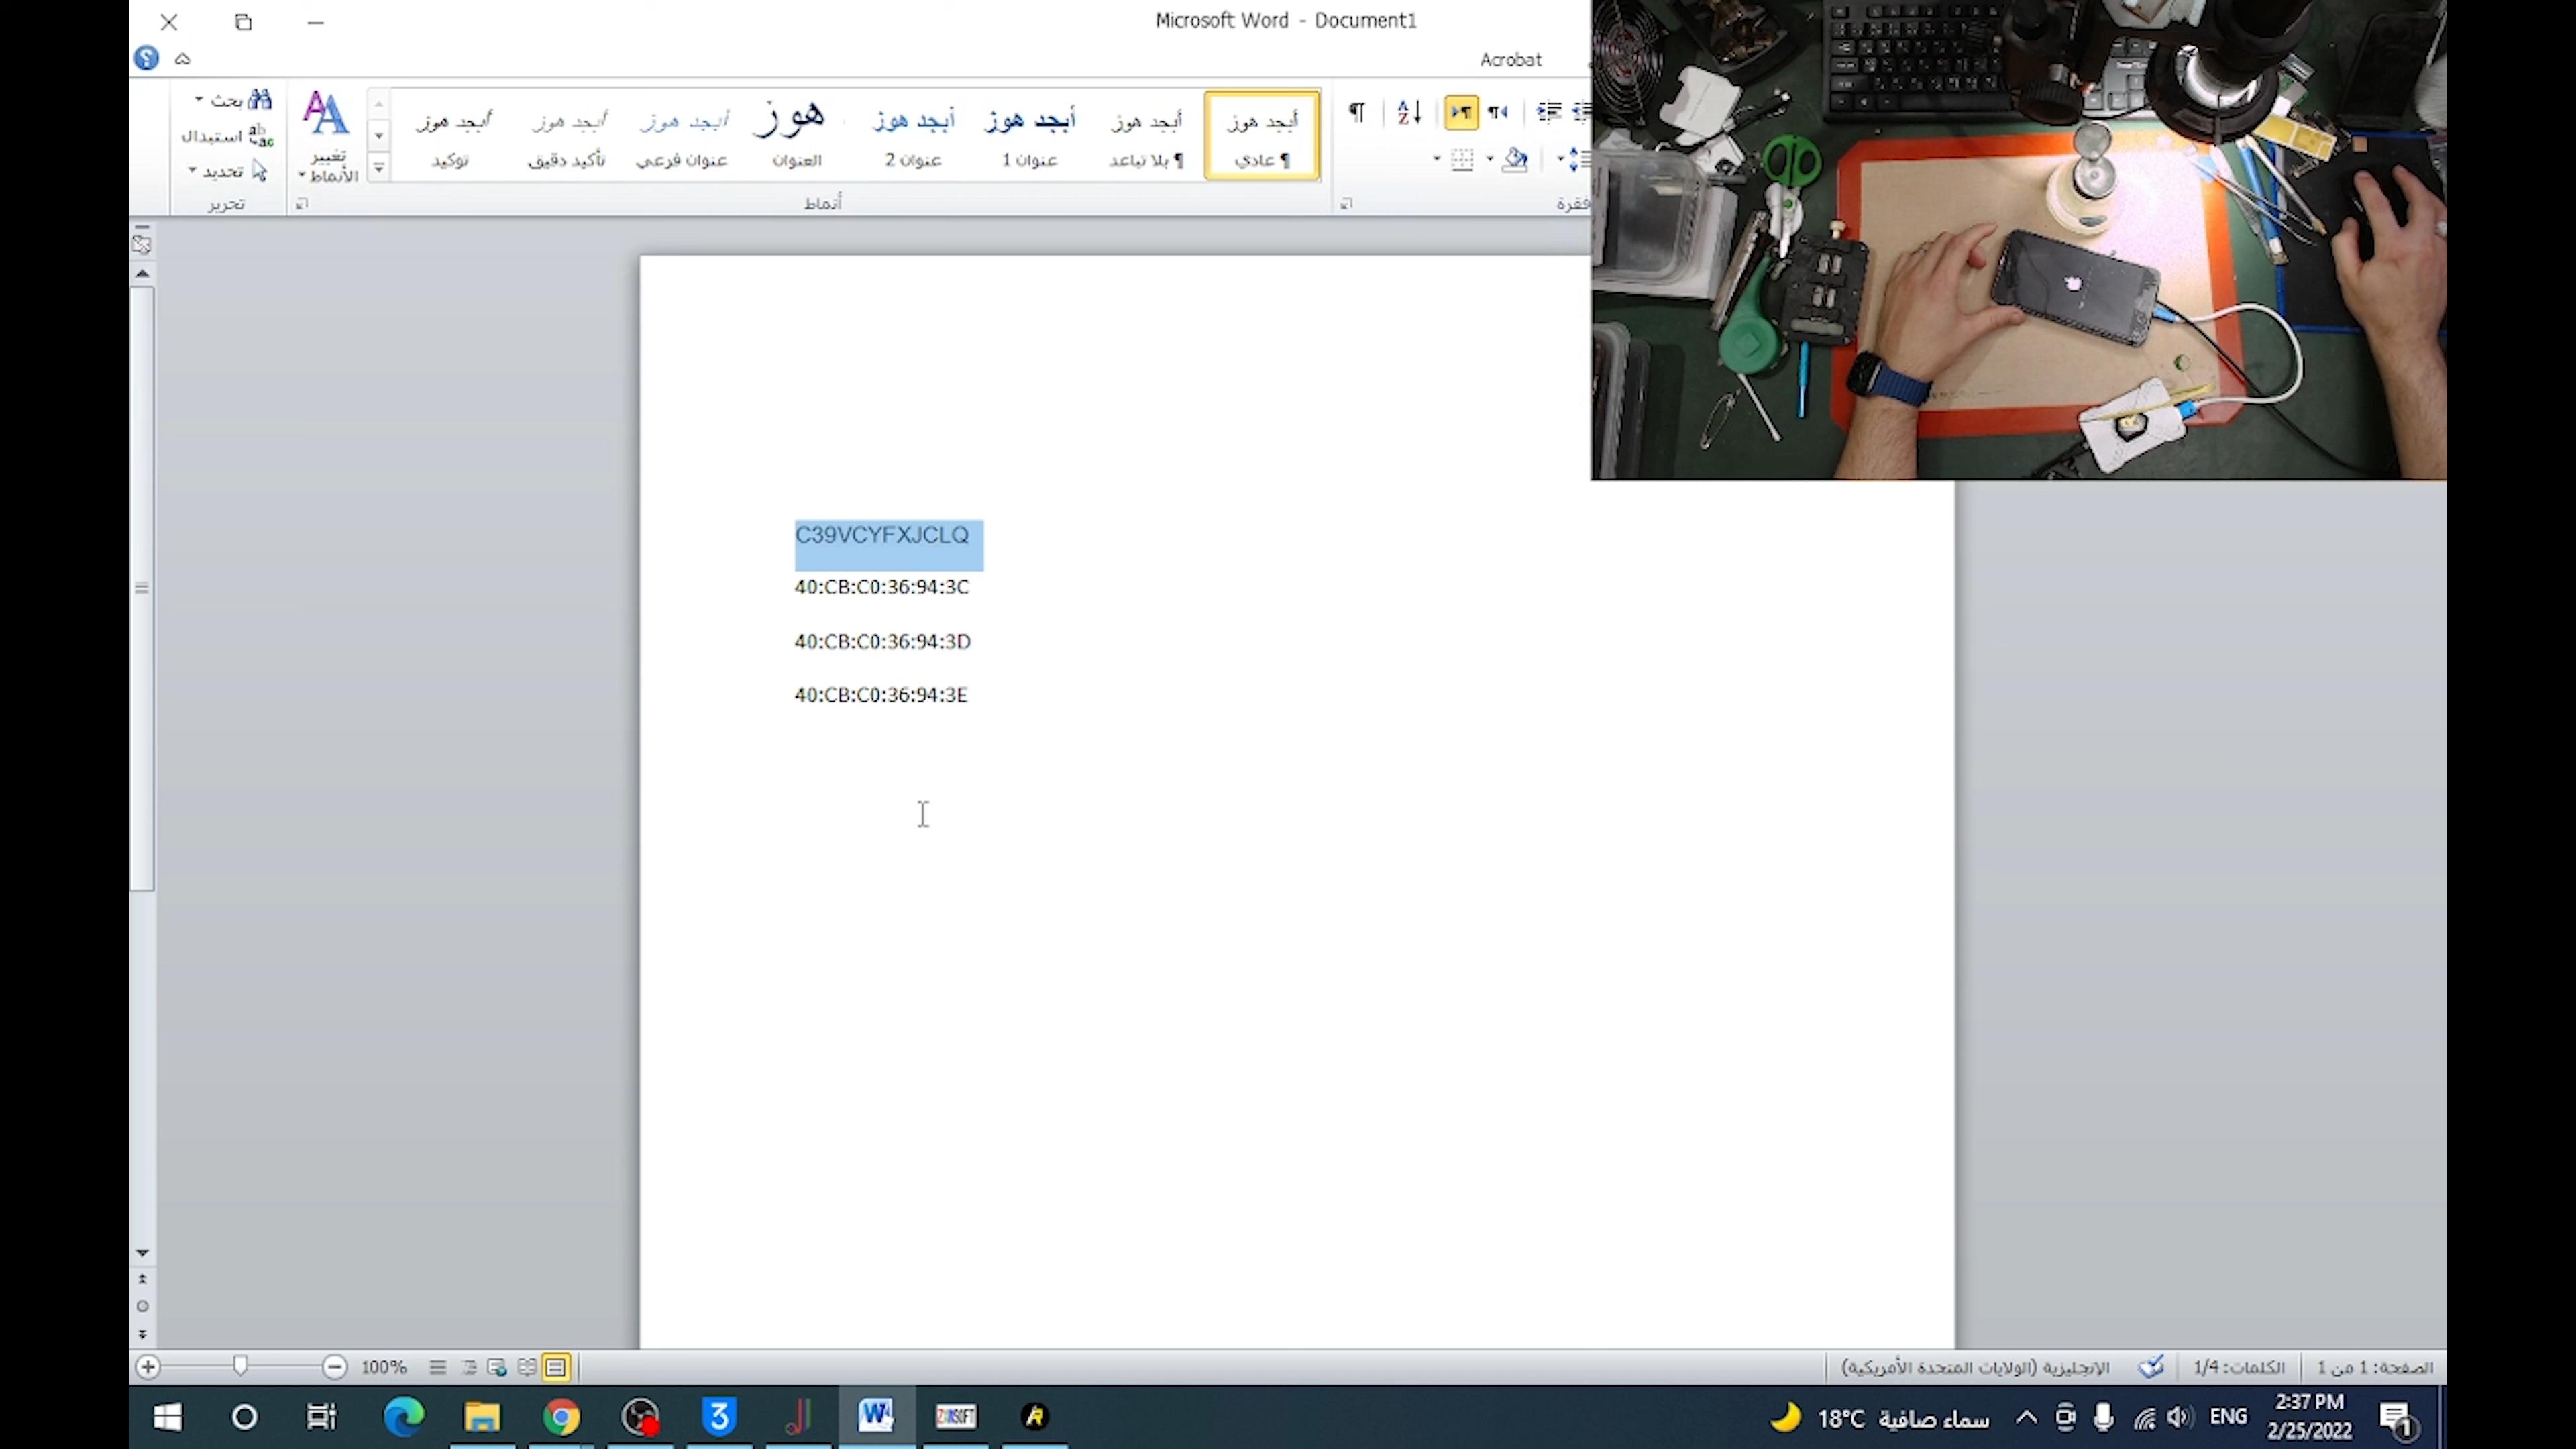 Microsoft Word - Document1
Acrobat
بحث
استبدال
تحديد
تحرير
تغيير
الأنماط
أبجد هوز
توكيد
أبجد هوز
تأكيد دقيق
أبجد هوز
عنوان فرعي
هوز
العنوان
أبجد هوز
عنوان 2
أبجد هوز
عنوان 1
أبجد هوز
¶ بلا تباعد
أبجد هوز
¶ عادي
أنماط
فقرة
C39VCYFXJCLQ
40:CB:C0:36:94:3C
40:CB:C0:36:94:3D
40:CB:C0:36:94:3E
100%
الإنجليزية (الولايات المتحدة الأمريكية)
الكلمات: 1/4
الصفحة: 1 من 1
3
W
18°C سماء صافية
ENG
2:37 PM
2/25/2022
1